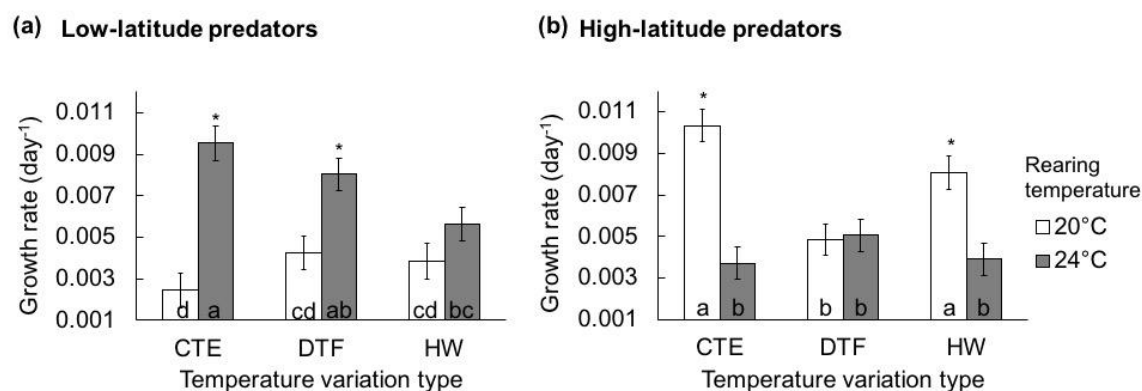 (a) Low-latitude predators
Growth rate (day-1)
0.011
0.009
0.007
0.005
0.003
0.001
*
*
d a cd ab cd bc
CTE DTF HW
Temperature variation type
(b) High-latitude predators
Growth rate (day-1)
0.011
0.009
0.007
0.005
0.003
0.001
*
*
a b b b a b
CTE DTF HW
Temperature variation type
Rearing
temperature
20°C
24°C